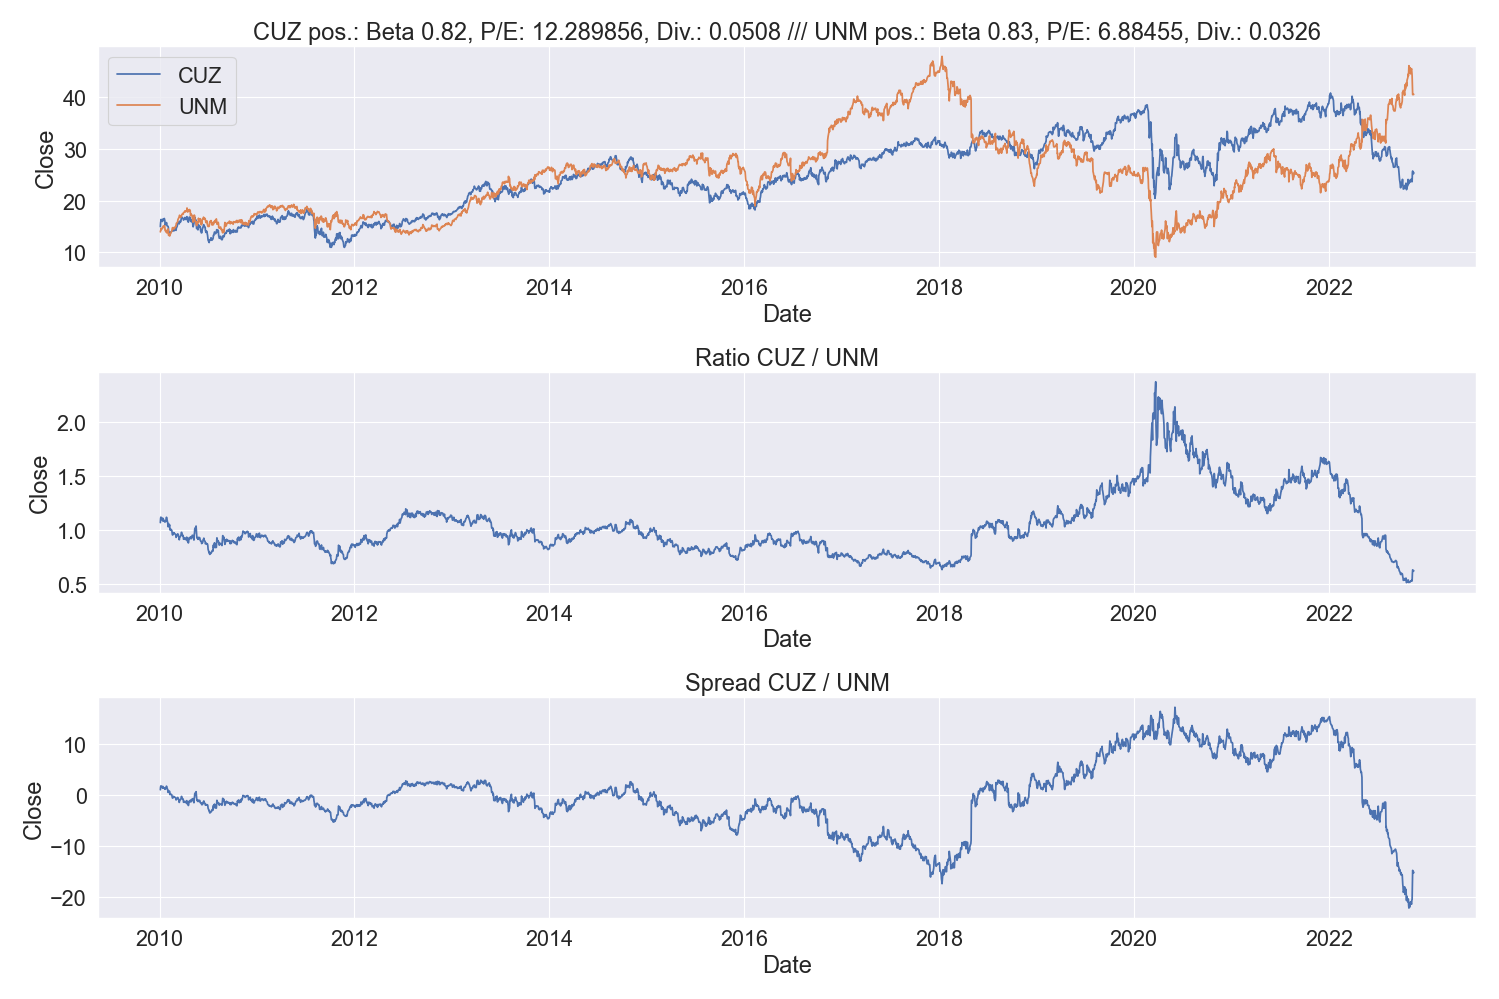 CUZ pos.: Beta 0.82, P/E: 12.289856, Div.: 0.0508 /// UNM pos.: Beta 0.83, P/E: 6.88455, Div.: 0.0326
CUZ
UNM
Close
40
30
20
10
2010 2012 2014 2016 2018 2020 2022
Date
Ratio CUZ / UNM
Close
2.0
1.5
1.0
0.5
2010 2012 2014 2016 2018 2020 2022
Date
Spread CUZ / UNM
Close
10
0
−10
−20
2010 2012 2014 2016 2018 2020 2022
Date